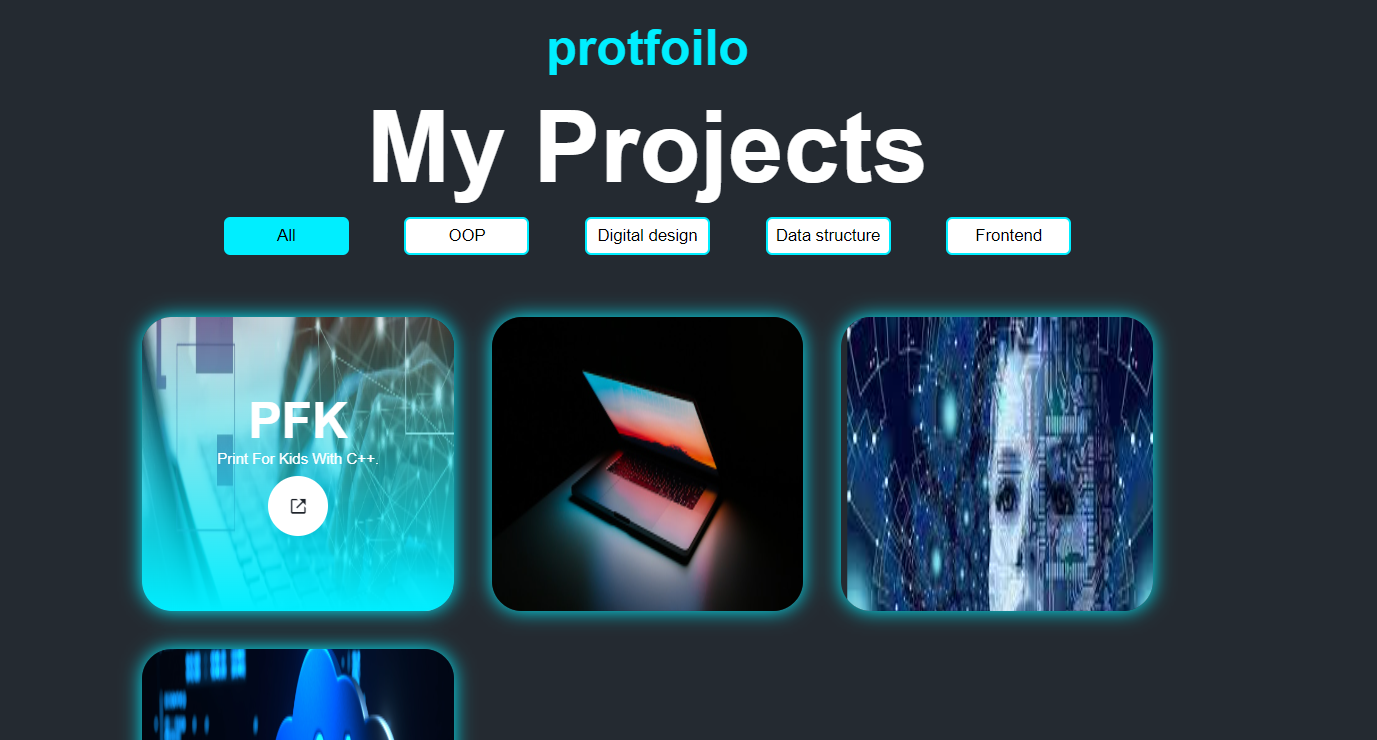 protfoilo
My Projects
All
OOP
Digital design
Data structure
Frontend
PFK
Print For Kids With C++.